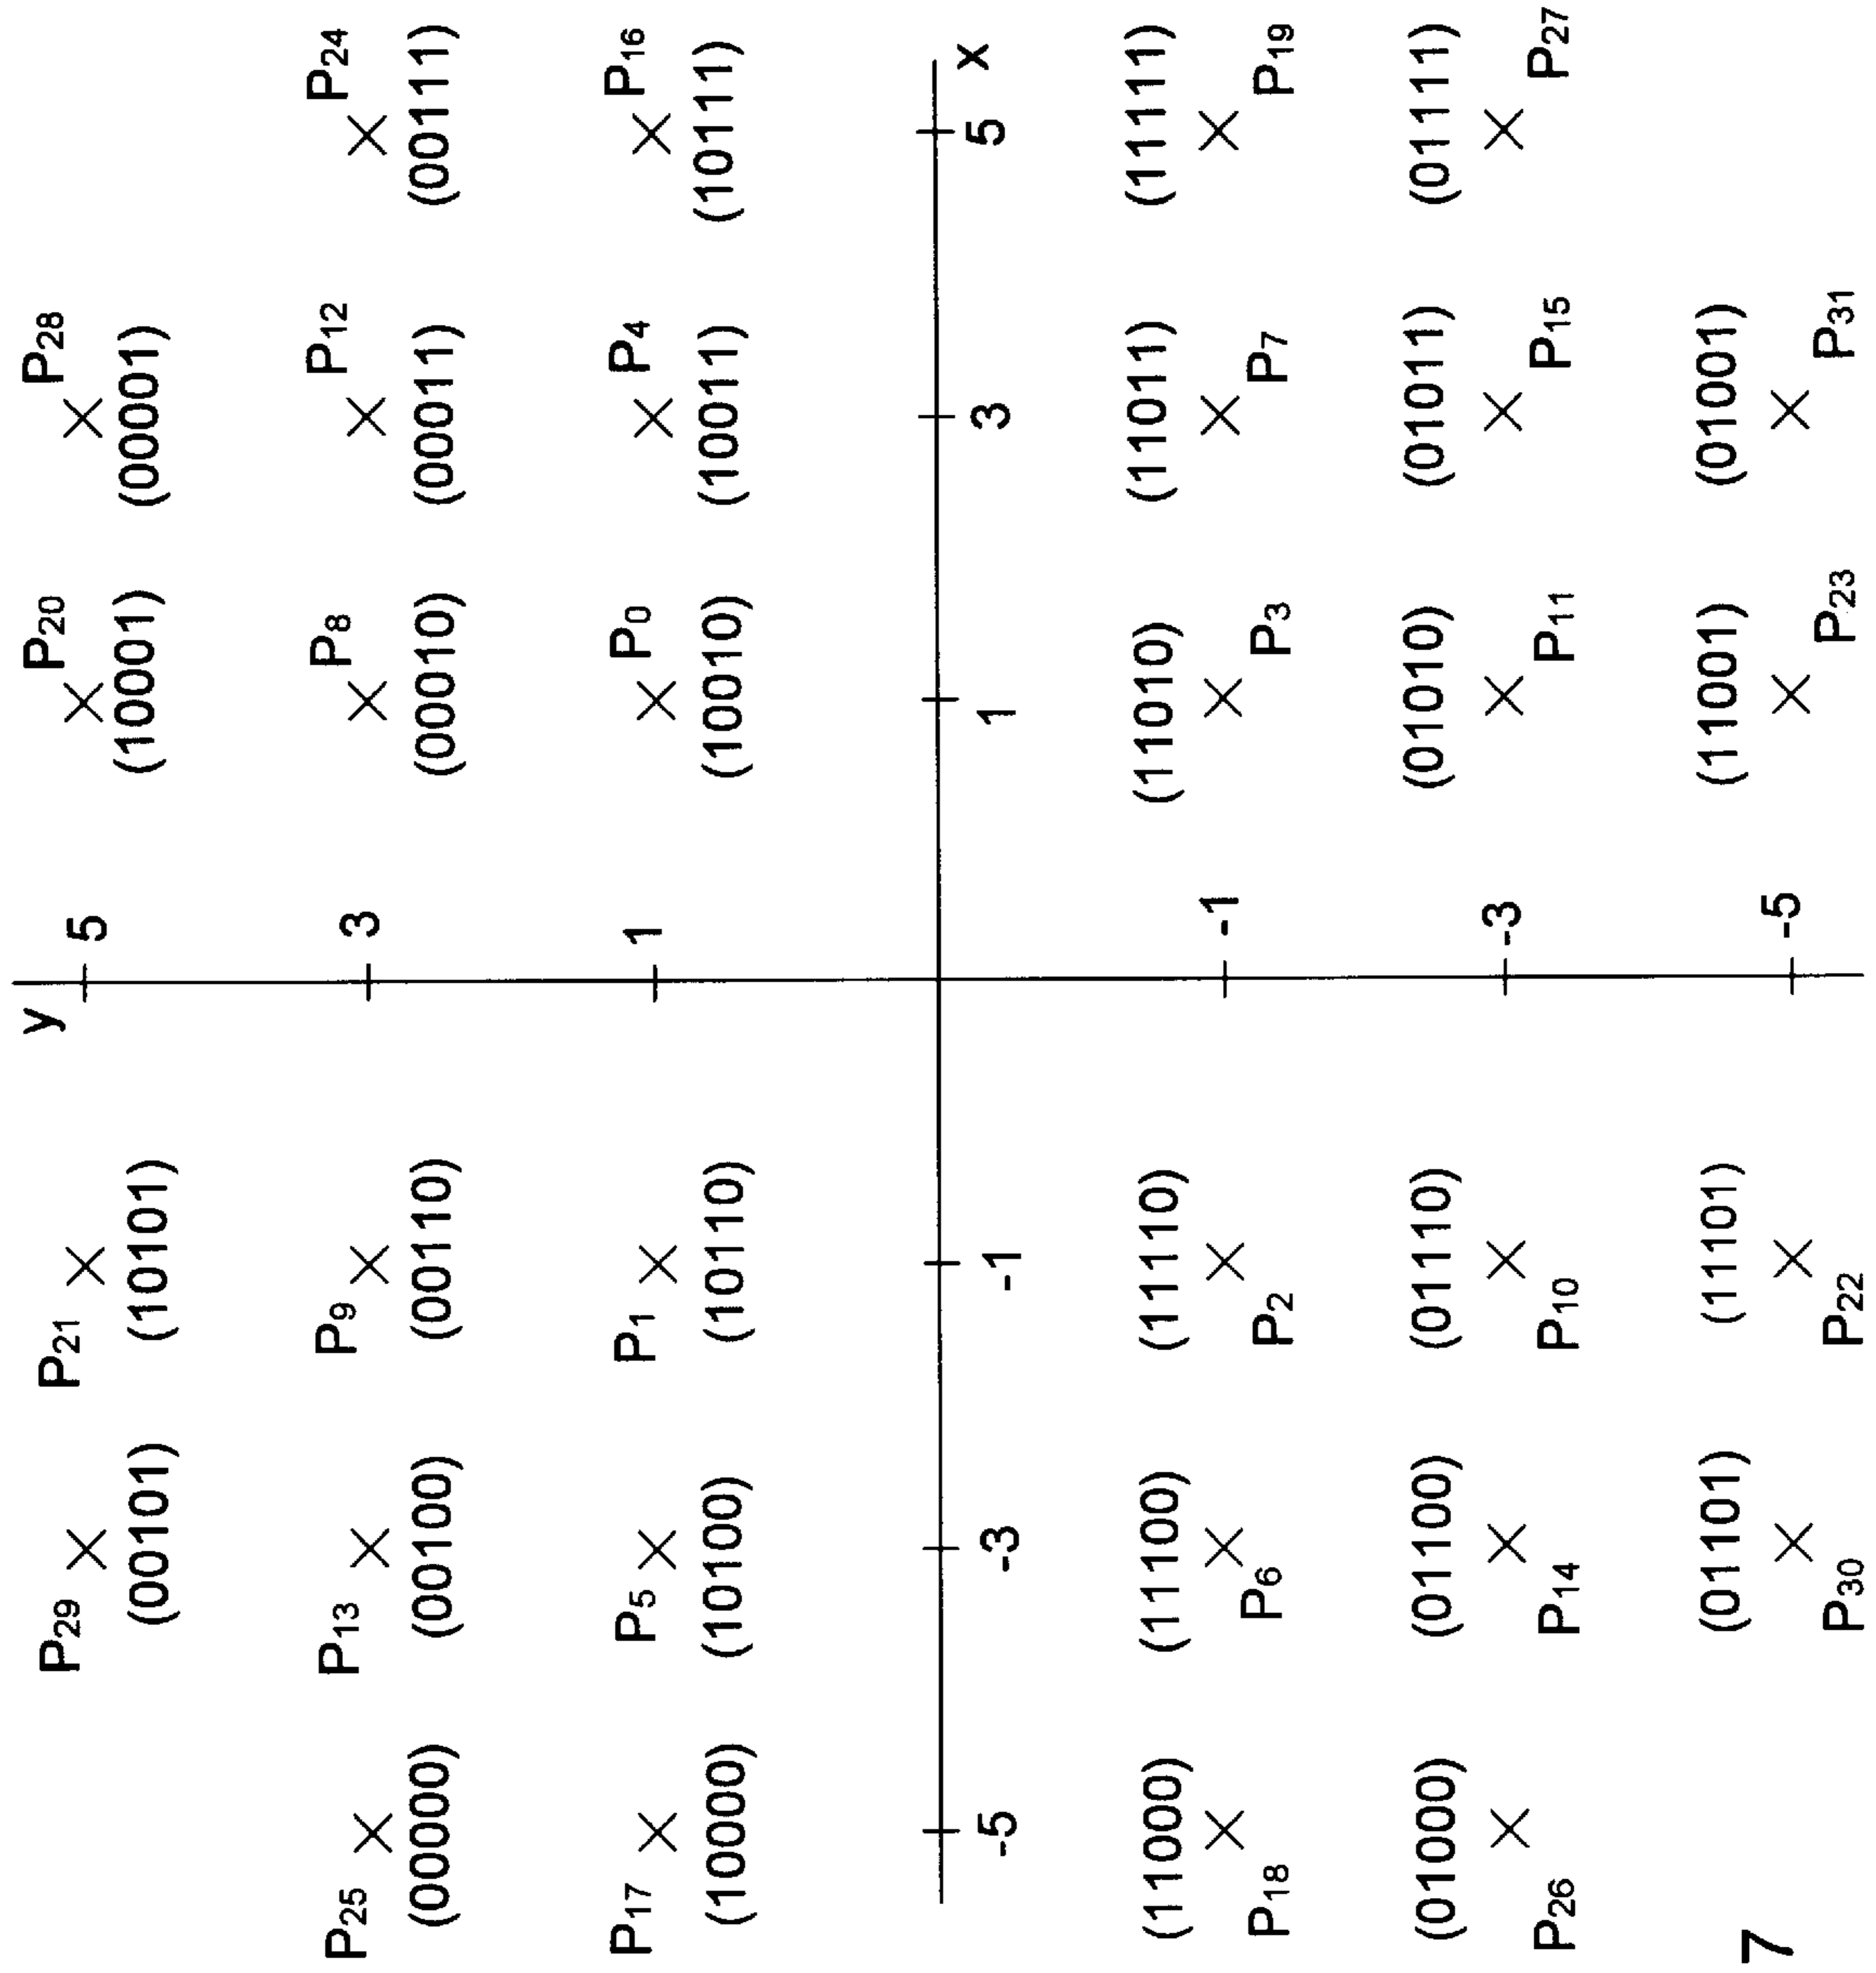 y
P29 P21 5 P20 P28
(00101) (10101) (10001) (00001)
P25 P13 P9 3 P8 P12 P24
(00000) (00100) (00110) (00010) (00011) (00111)
P17 P5 P1 1 P0 P4 P16
(10000) (10100) (10110) (10010) (10011) (10111)
-5 -3 -1 1 3 5 x
(11000) (11100) (11110) (11010) (11011) (11111)
P18 P6 P2 -1 P3 P7 P19
(01000) (01100) (01110) (01010) (01011) (01111)
P26 P14 P10 -3 P11 P15 P27
(01101) (11101) (11001) (01001)
P30 P22 -5 P23 P31
7